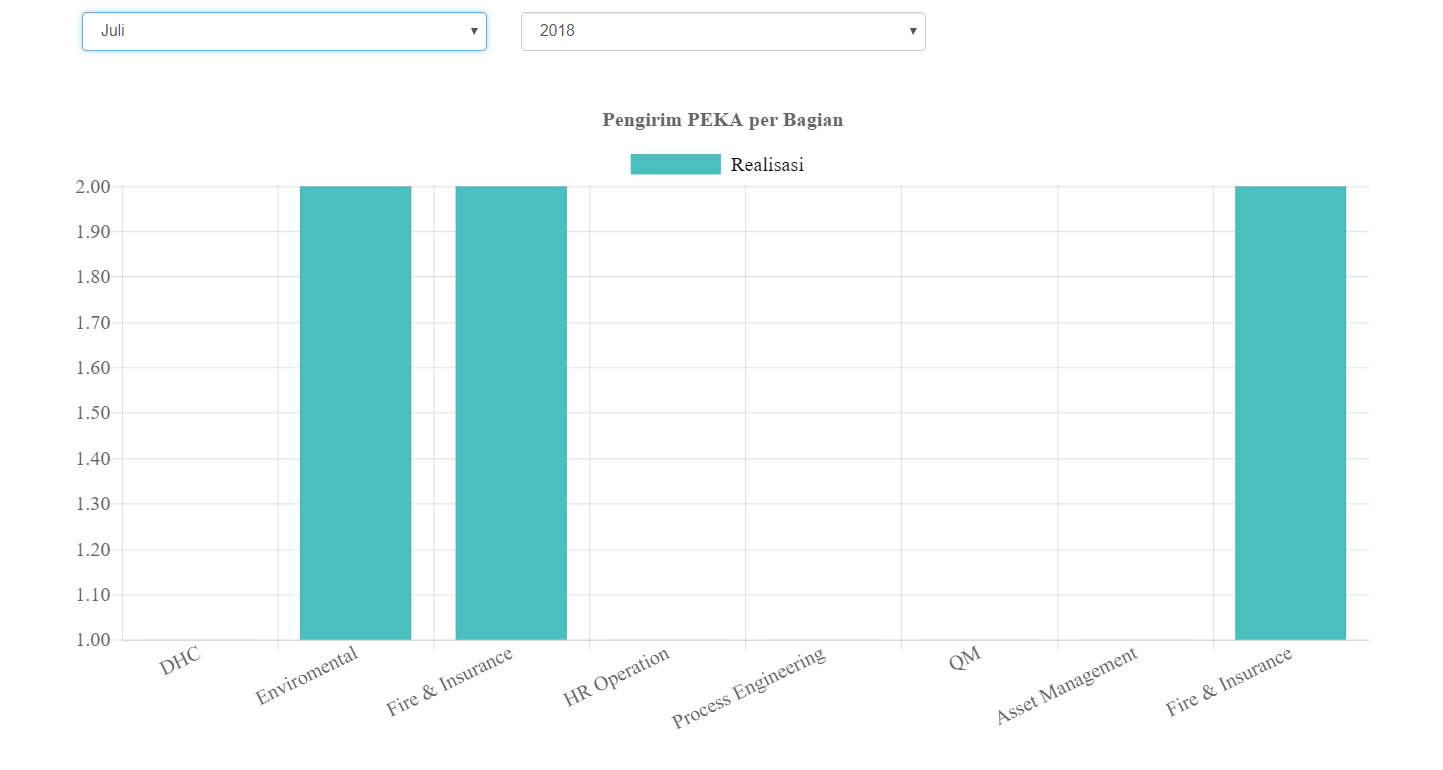 Juli
2018
Pengirim PEKA per Bagian
Realisasi
2.00
1.90
1.80
1.70
1.60
1.50
1.40
1.30
1.20
1.10
1.00
DHC
Enviromental
Fire & Insurance
HR Operation
Process Engineering
QM
Asset Management
Fire & Insurance